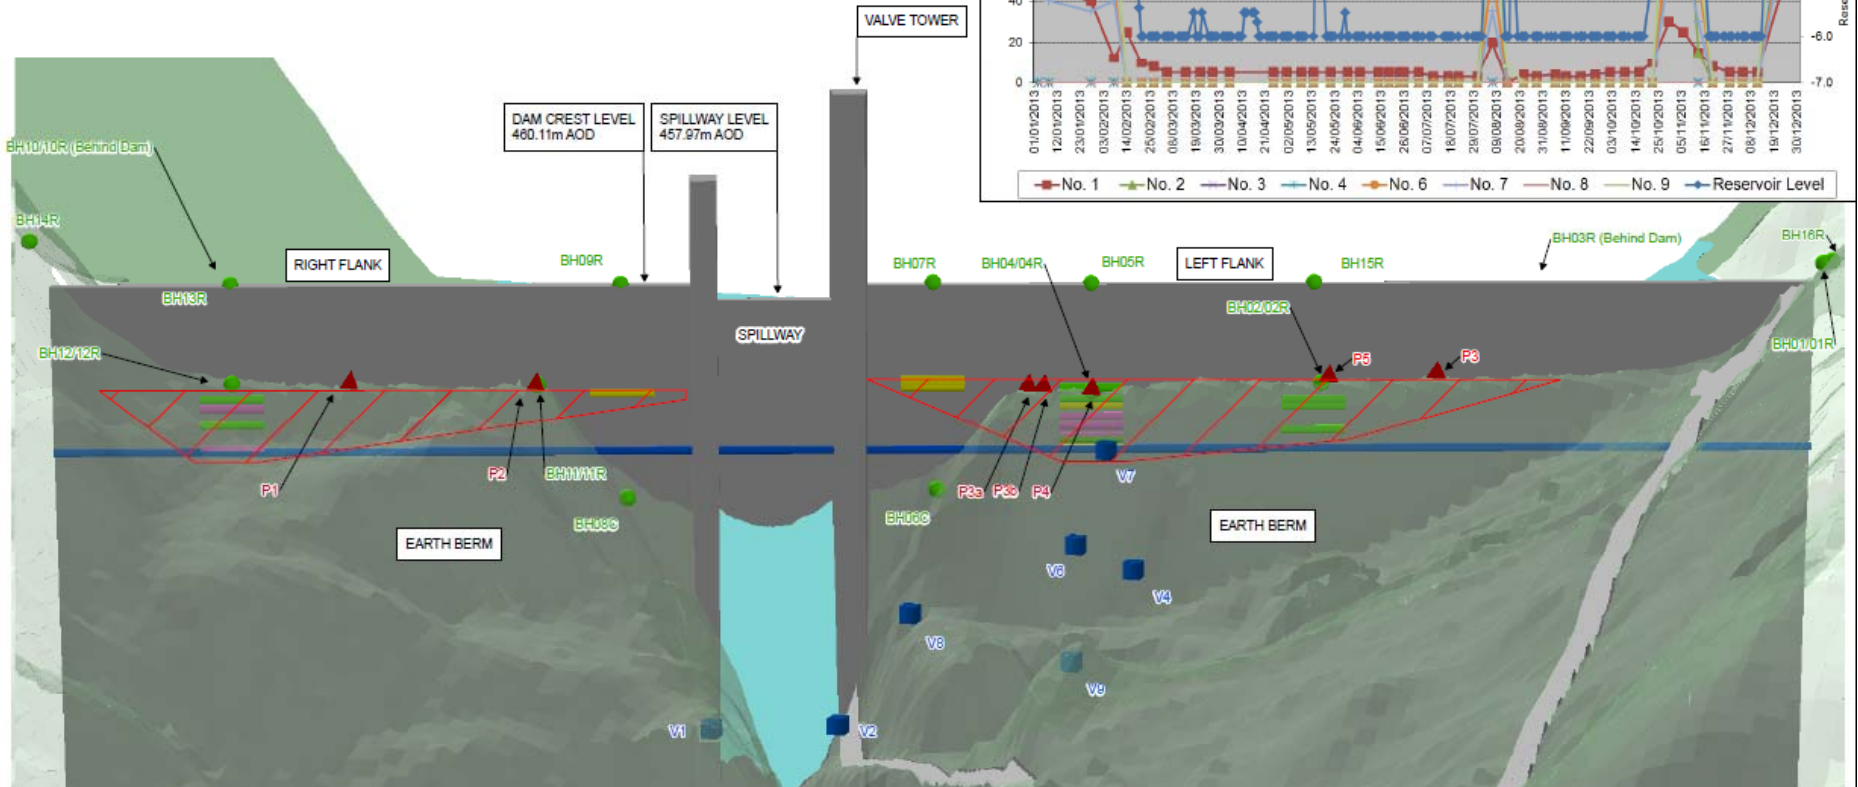 VALVE TOWER
40
20
0
-6.0
-7.0
Reser
01/01/2013
12/01/2013
23/01/2013
03/02/2013
14/02/2013
25/02/2013
08/03/2013
19/03/2013
30/03/2013
10/04/2013
21/04/2013
02/05/2013
13/05/2013
24/05/2013
04/06/2013
15/06/2013
26/06/2013
07/07/2013
18/07/2013
29/07/2013
09/08/2013
20/08/2013
31/08/2013
11/09/2013
22/09/2013
03/10/2013
14/10/2013
25/10/2013
05/11/2013
16/11/2013
27/11/2013
08/12/2013
19/12/2013
30/12/2013
No. 1 No. 2 No. 3 No. 4 No. 6 No. 7 No. 8 No. 9 Reservoir Level
DAM CREST LEVEL
460.11m AOD
SPILLWAY LEVEL
457.97m AOD
BH10/10R (Behind Dam)
BH14R
RIGHT FLANK
BH09R
BH13R
BH07R
BH04/04R
BH05R
LEFT FLANK
BH15R
BH03R (Behind Dam)
BH16R
BH02/02R
SPILLWAY
BH12/12R
P5
P3
BH01/01R
P1
P2
BH11/11R
P3a
P3b
P4
V7
BH08C
BH06C
EARTH BERM
EARTH BERM
V6
V4
V8
V9
V1
V2